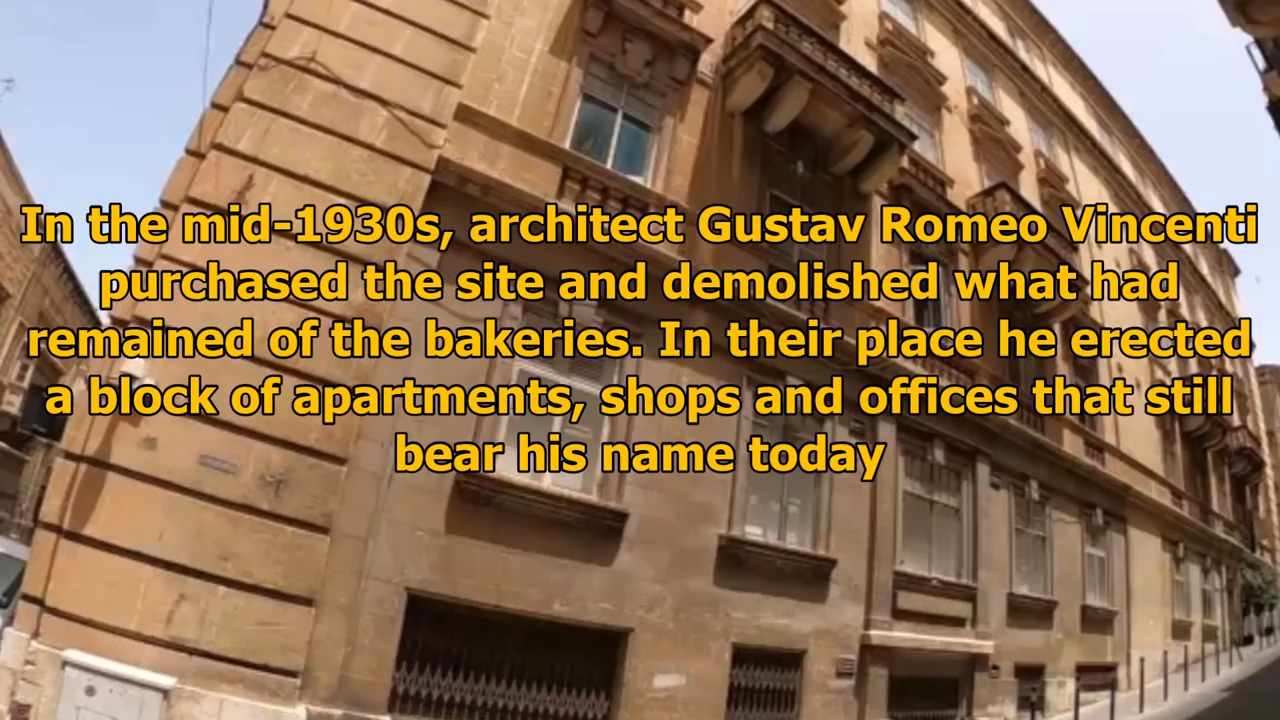 In the mid-1930s, architect Gustav Romeo Vincenti
purchased the site and demolished what had
remained of the bakeries. In their place he erected
a block of apartments, shops and offices that still
bear his name today